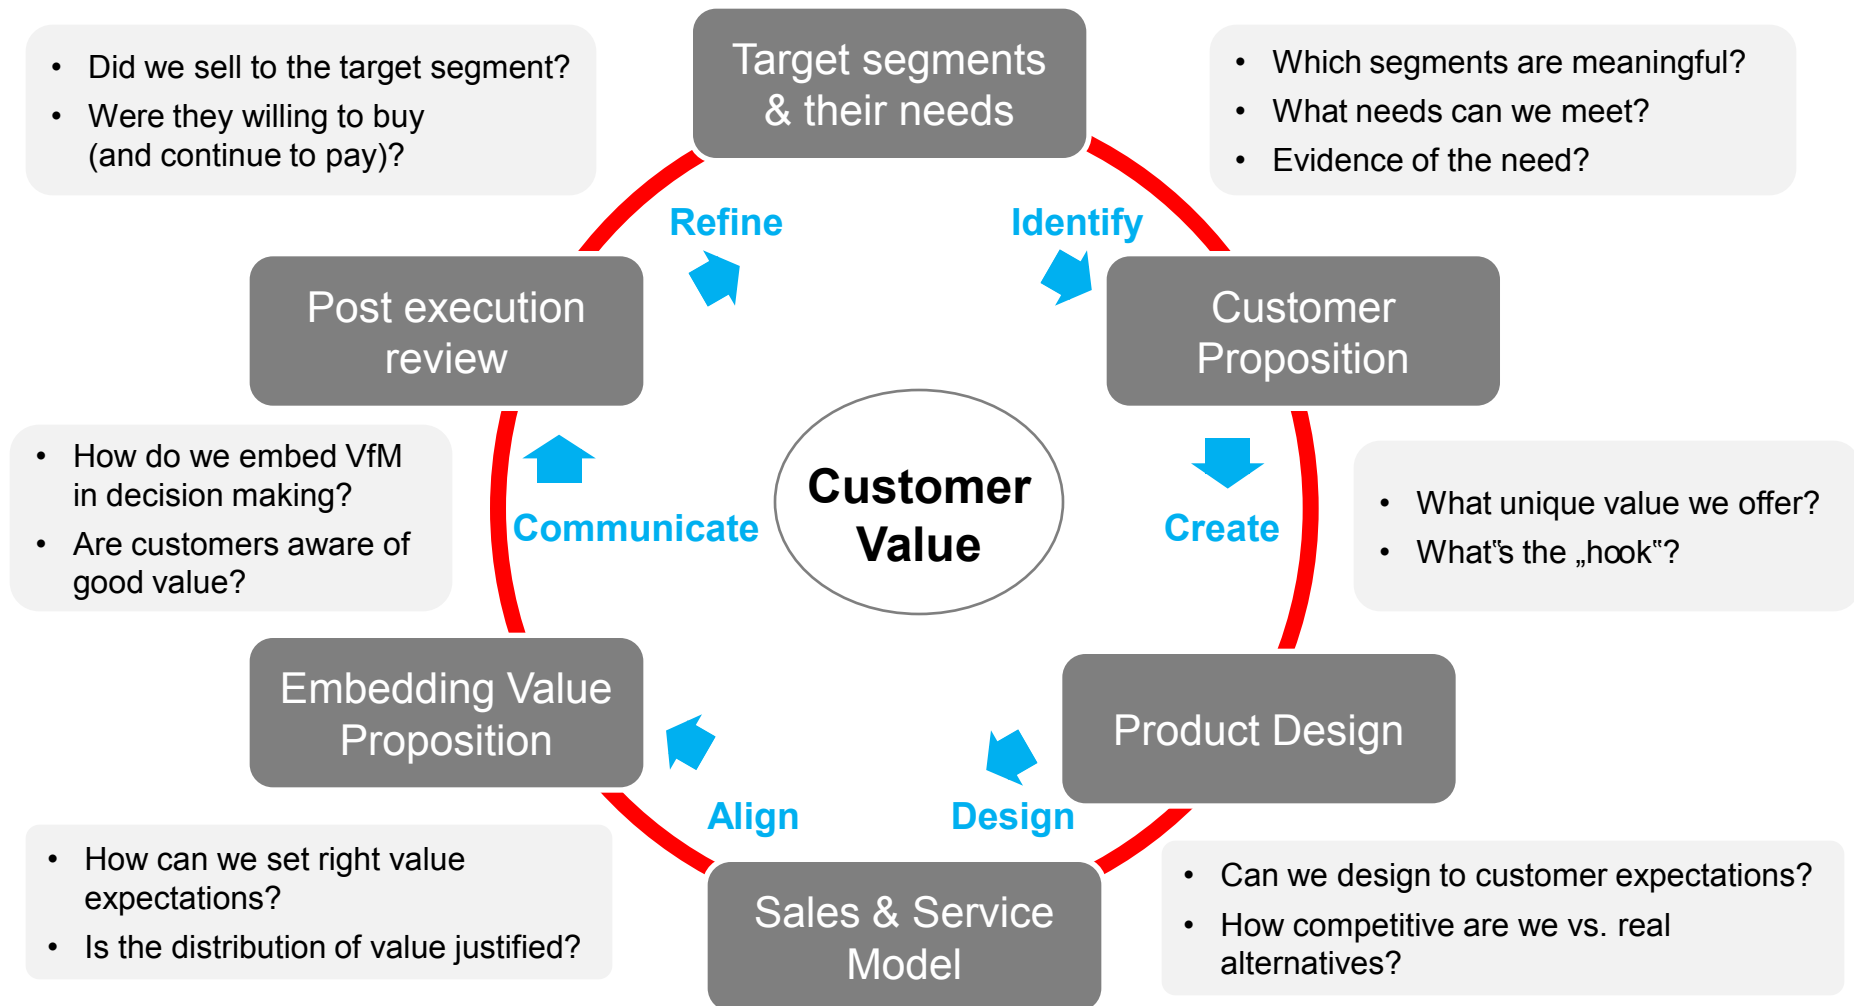 Target segments
& their needs
• Did we sell to the target segment?
• Were they willing to buy
(and continue to pay)?
• Which segments are meaningful?
• What needs can we meet?
• Evidence of the need?
Refine
Identify
Post execution
review
Customer
Proposition
• How do we embed VfM
in decision making?
• Are customers aware of
good value?
Communicate
Customer
Value
Create
• What unique value we offer?
• What‟s the „hook‟?
Embedding Value
Proposition
Product Design
Align
Design
• How can we set right value
expectations?
• Is the distribution of value justified?
Sales & Service
Model
• Can we design to customer expectations?
• How competitive are we vs. real
alternatives?